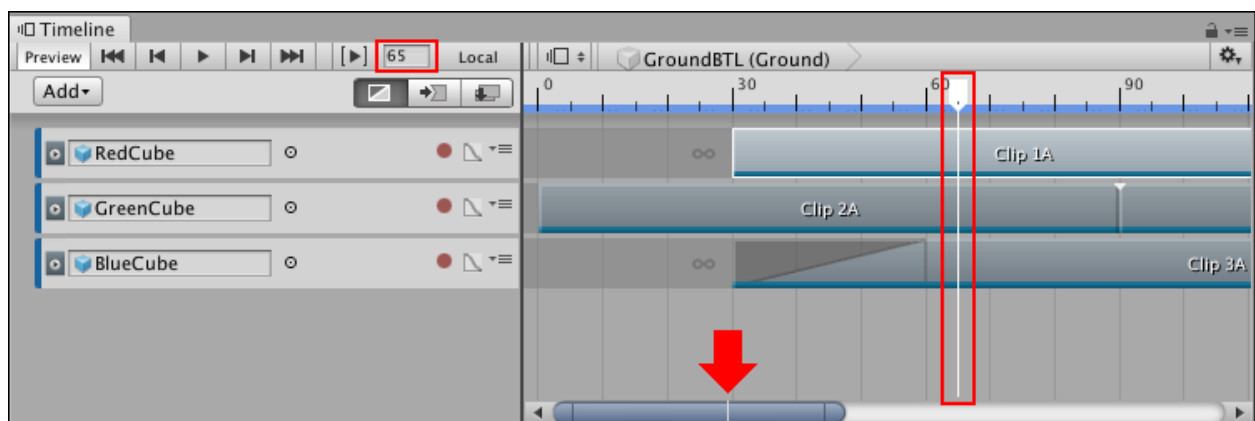 Timeline
Preview 65 Local GroundBTL (Ground)
Add
0 30 60 90
RedCube Clip 1A
GreenCube Clip 2A
BlueCube Clip 3A